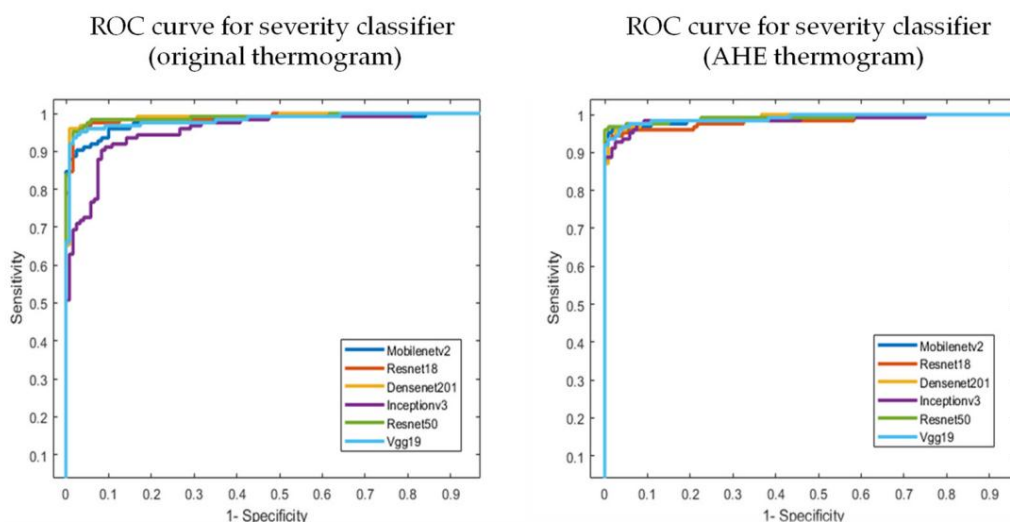 ROC curve for severity classifier
(original thermogram)
1
0.9
0.8
0.7
0.6
0.5
0.4
0.3
0.2
0.1
Sensitivity
Mobilenetv2
Resnet18
Densenet201
Inceptionv3
Resnet50
Vgg19
0 0.1 0.2 0.3 0.4 0.5 0.6 0.7 0.8 0.9
1- Specificity
ROC curve for severity classifier
(AHE thermogram)
1
0.9
0.8
0.7
0.6
0.5
0.4
0.3
0.2
0.1
Sensitivity
Mobilenetv2
Resnet18
Densenet201
Inceptionv3
Resnet50
Vgg19
0 0.1 0.2 0.3 0.4 0.5 0.6 0.7 0.8 0.9
1- Specificity